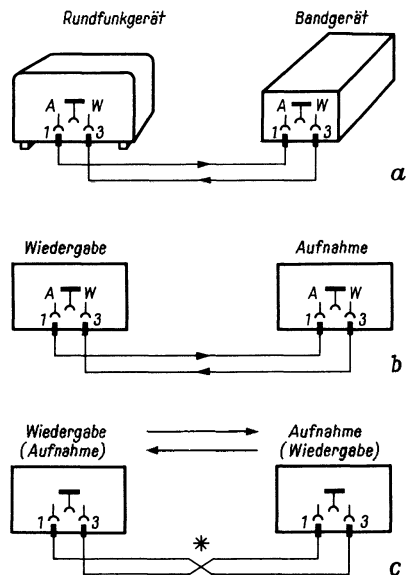 Rundfunkgerät Bandgerät
A W A W
1 3 1 3
a
Wiedergabe Aufnahme
A W A W
1 3 1 3
b
Wiedergabe Aufnahme
(Aufnahme) (Wiedergabe)
1 3 1 3
*
c